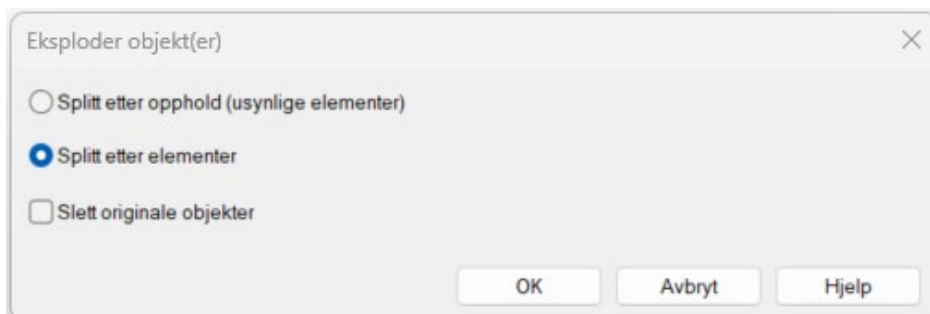 Eksploder objekt(er)
Splitt etter opphold (usynlige elementer)
Splitt etter elementer
Slett originale objekter
OK Avbryt Hjelp